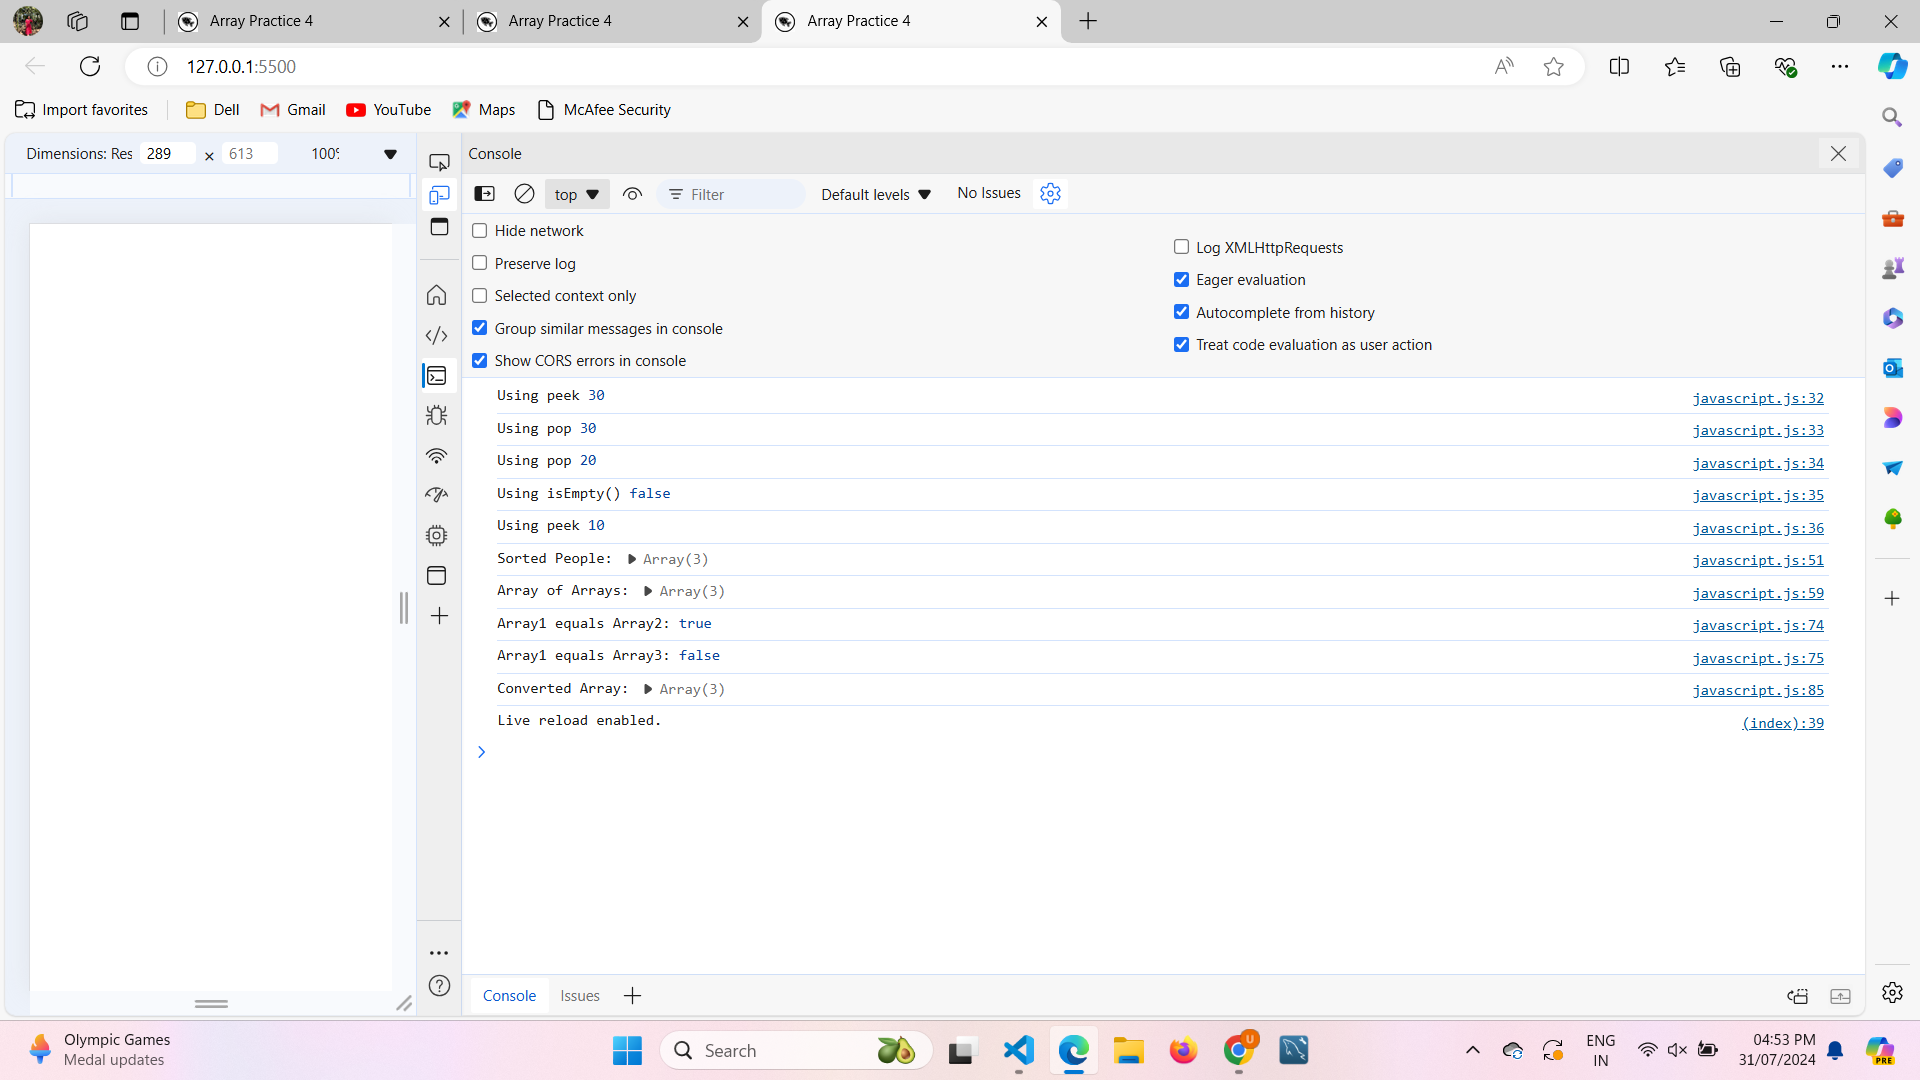 Array Practice 4
Array Practice 4
Array Practice 4
127.0.0.1:5500
Import favorites
Dell
Gmail
YouTube
Maps
McAfee Security
Dimensions: Res
289
×
613
100%
Console
top
Filter
Default levels
No Issues
Hide network
Preserve log
Selected context only
Group similar messages in console
Show CORS errors in console
Log XMLHttpRequests
Eager evaluation
Autocomplete from history
Treat code evaluation as user action
Using peek 30 javascript.js:32
Using pop 30 javascript.js:33
Using pop 20 javascript.js:34
Using isEmpty() false javascript.js:35
Using peek 10 javascript.js:36
Sorted People: Array(3) javascript.js:51
Array of Arrays: Array(3) javascript.js:59
Array1 equals Array2: true javascript.js:74
Array1 equals Array3: false javascript.js:75
Converted Array: Array(3) javascript.js:85
Live reload enabled. (index):39
Console
Issues
Olympic Games
Medal updates
Search
U
ENG
IN
04:53 PM
31/07/2024
PRE